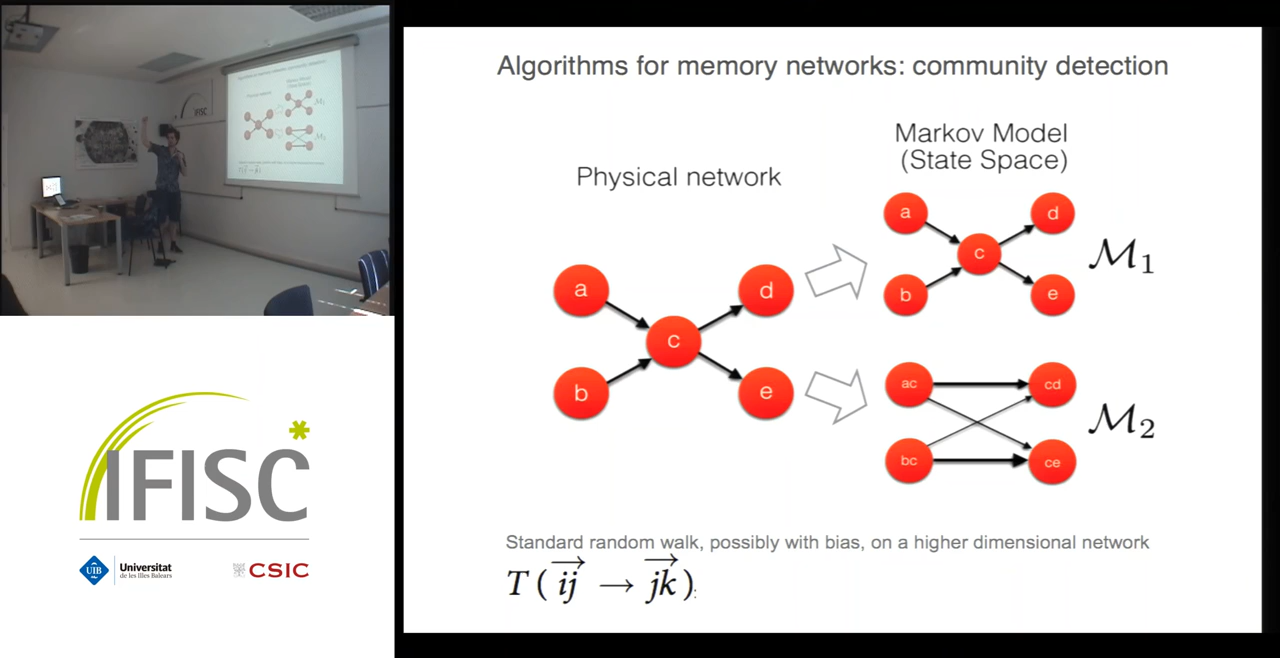 Algorithms for memory networks: community detection
Physical network
Markov Model
(State Space)
a
b
c
d
e
a
b
c
d
e
M₁
ac
bc
cd
ce
M₂
Standard random walk, possibly with bias, on a higher dimensional network
T ( ij → jk )
IFISC
UIB
Universitat
de les Illes Balears
CSIC